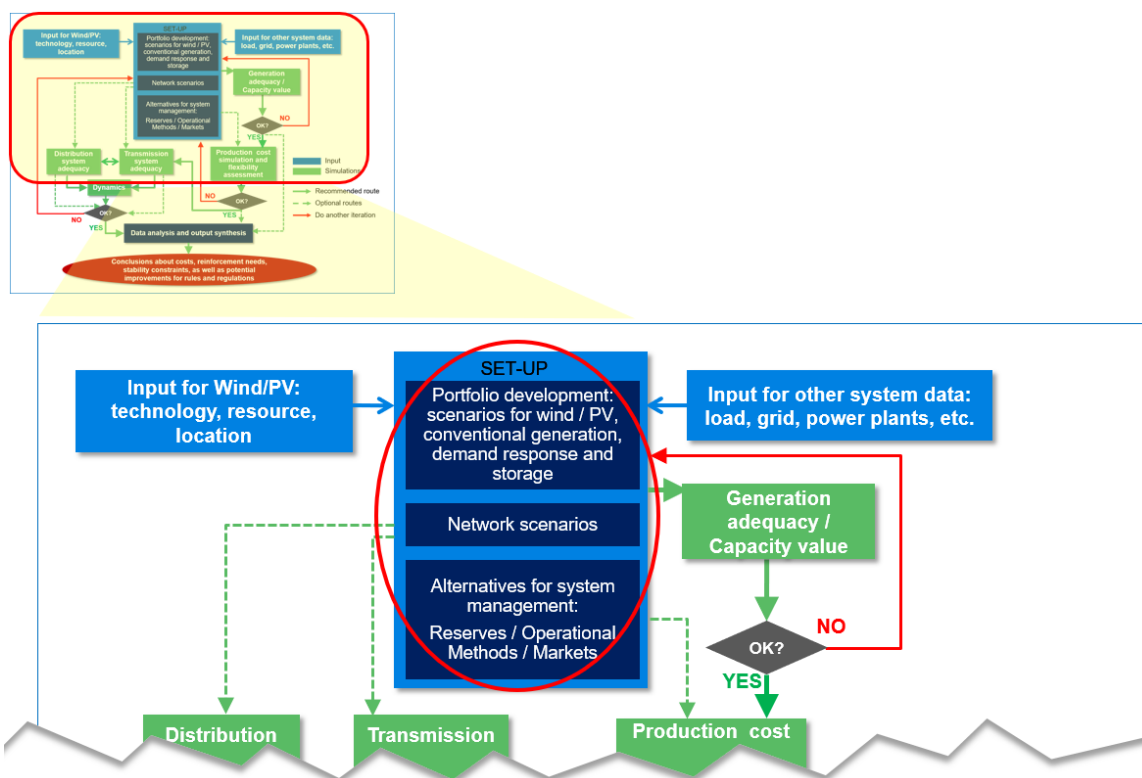 SET-UP
Input for Wind/PV:
technology, resource,
location
Portfolio development:
scenarios for wind / PV,
conventional generation,
demand response and
storage
Input for other system data:
load, grid, power plants, etc.
Network scenarios
Generation
adequacy /
Capacity value
Alternatives for system
management:
Reserves / Operational
Methods / Markets
NO
OK?
YES
Distribution
system
adequacy
Transmission
system
adequacy
Production cost
simulation and
flexibility
assessment
Input
Simulations
Dynamics
Recommended route
Optional routes
Do another iteration
OK?
NO
YES
NO
OK?
YES
Data analysis and output synthesis
Conclusions about costs, reinforcement needs,
stability constraints, as well as potential
improvements for rules and regulations
SET-UP
Input for Wind/PV:
technology, resource,
location
Portfolio development:
scenarios for wind / PV,
conventional generation,
demand response and
storage
Input for other system data:
load, grid, power plants, etc.
Network scenarios
Generation
adequacy /
Capacity value
Alternatives for system
management:
Reserves / Operational
Methods / Markets
NO
OK?
YES
Distribution
Transmission
Production cost